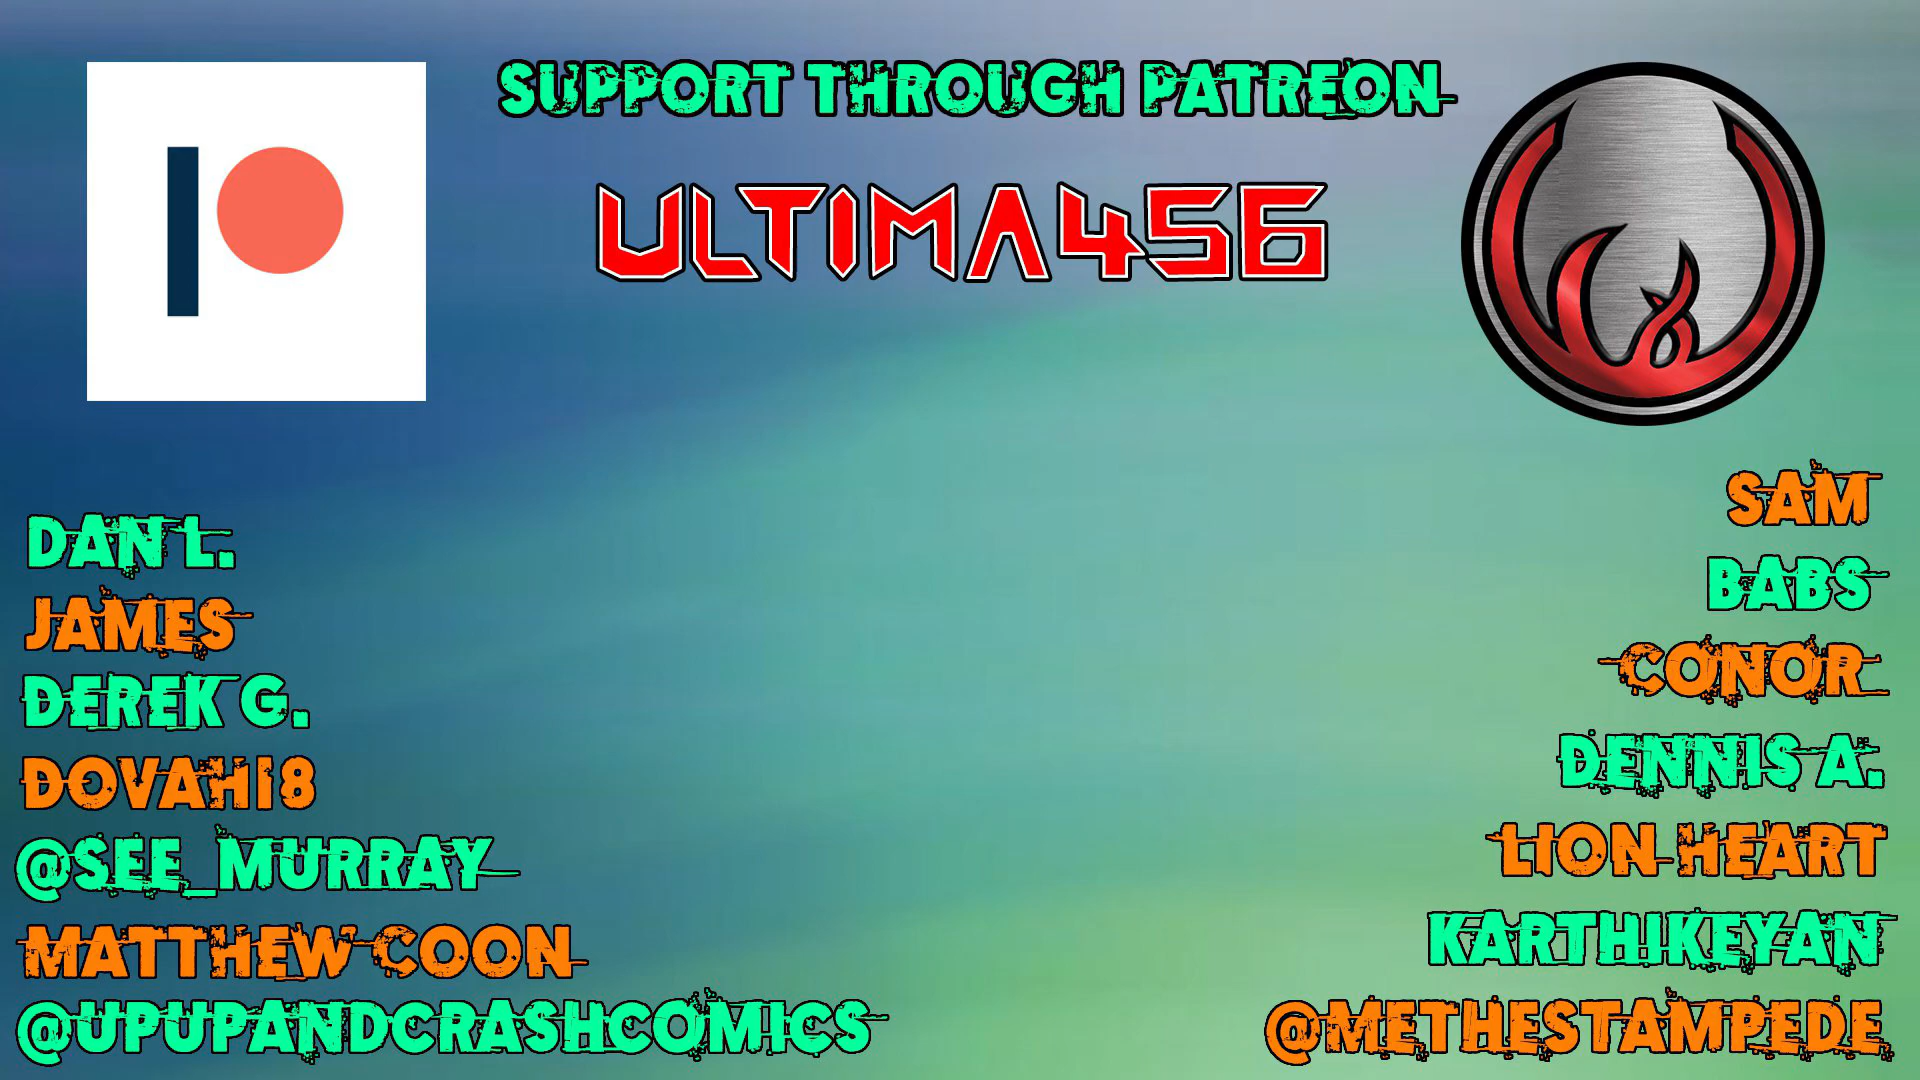 SUPPORT THROUGH PATREON
ULTIMA456
DAN L.
JAMES
DEREK G.
DOVAH18
@SEE_MURRAY
MATTHEW COON
@UPUPANDCRASHCOMICS
SAM
BABS
CONOR
DENNIS A.
LION HEART
KARTHIKEYAN
@METHESTAMPEDE